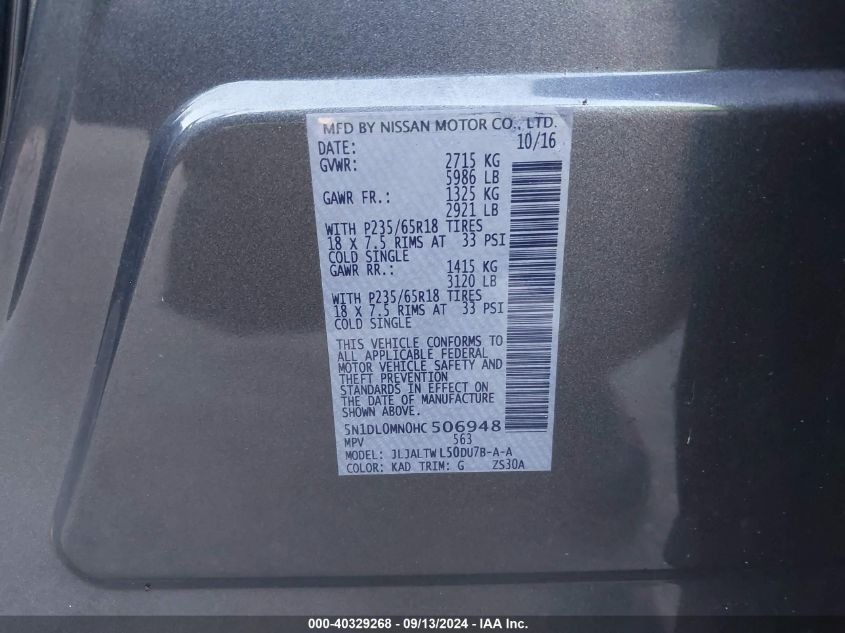 MFD BY NISSAN MOTOR CO., LTD.
DATE: 10/16
GVWR: 2715 KG
5986 LB
GAWR FR.: 1325 KG
2921 LB
WITH P235/65R18 TIRES
18 X 7.5 RIMS AT 33 PSI
COLD SINGLE
GAWR RR.: 1415 KG
3120 LB
WITH P235/65R18 TIRES
18 X 7.5 RIMS AT 33 PSI
COLD SINGLE
THIS VEHICLE CONFORMS TO
ALL APPLICABLE FEDERAL
MOTOR VEHICLE SAFETY AND
THEFT PREVENTION
STANDARDS IN EFFECT ON
THE DATE OF MANUFACTURE
SHOWN ABOVE.
5N1DL0MN0HC 506948
MPV 563
MODEL: JLJALTW L50DU7B-A-A
COLOR: KAD TRIM: G ZS30A
000-40329268 - 09/13/2024 - IAA Inc.